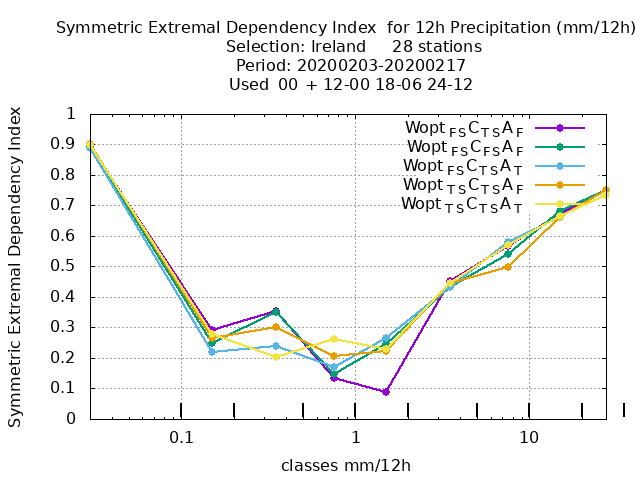 Symmetric Extremal Dependency Index  for 12h Precipitation (mm/12h)
Selection: Ireland     28 stations
Period: 20200203-20200217
Used  00  + 12-00 18-06 24-12
Symmetric Extremal Dependency Index
1
0.9
0.8
0.7
0.6
0.5
0.4
0.3
0.2
0.1
0
Wopt FS C TS A F
Wopt FS C FS A F
Wopt FS C TS A T
Wopt TS C TS A F
Wopt TS C TS A T
0.1 1 10
classes mm/12h